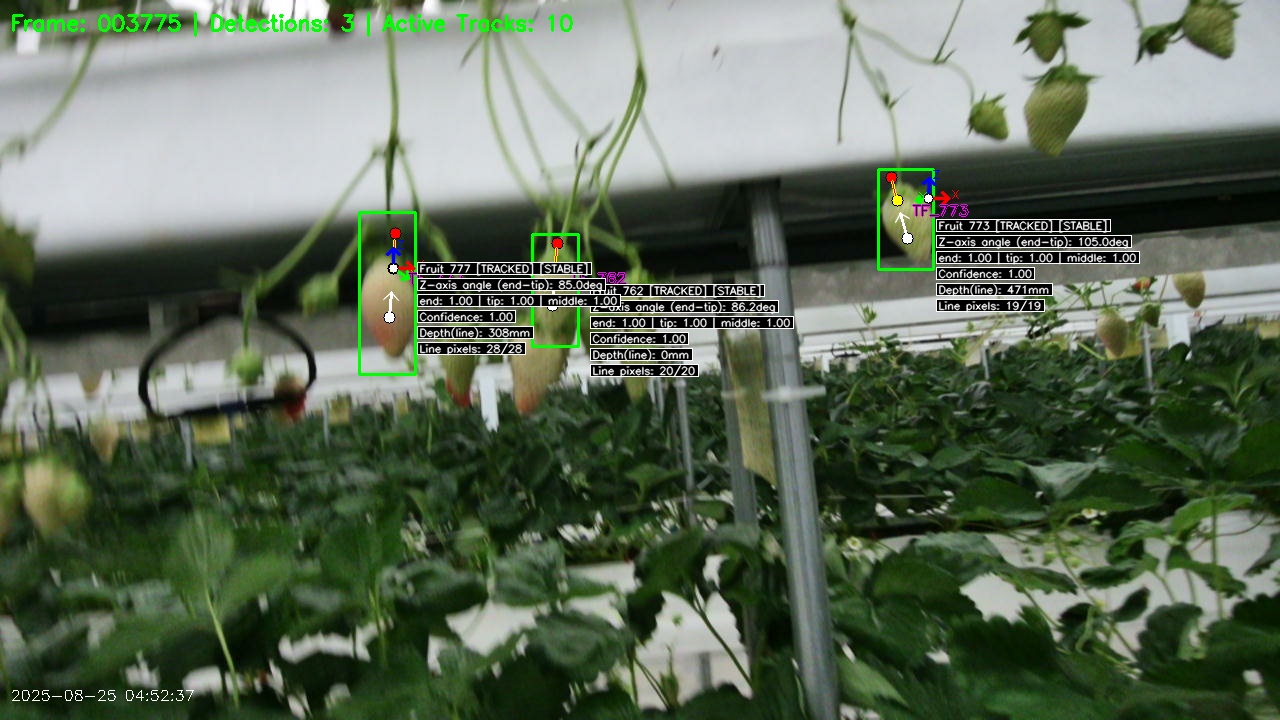 Frame: 003775 | Detections: 3 | Active Tracks: 10
TF_773
Fruit 773 [TRACKED] [STABLE]
Z-axis angle (end-tip): 105.0deg
end: 1.00 | tip: 1.00 | middle: 1.00
Confidence: 1.00
Depth(line): 471mm
Line pixels: 19/19
Fruit 777 [TRACKED] [STABLE]
Z-axis angle (end-tip): 85.0deg
end: 1.00 | tip: 1.00 | middle: 1.00
Confidence: 1.00
Depth(line): 308mm
Line pixels: 28/28
762 [TRACKED] [STABLE]
Z-axis angle (end-tip): 86.2deg
end: 1.00 | tip: 1.00 | middle: 1.00
Confidence: 1.00
Depth(line): 0mm
Line pixels: 20/20
2025-08-25 04:52:37